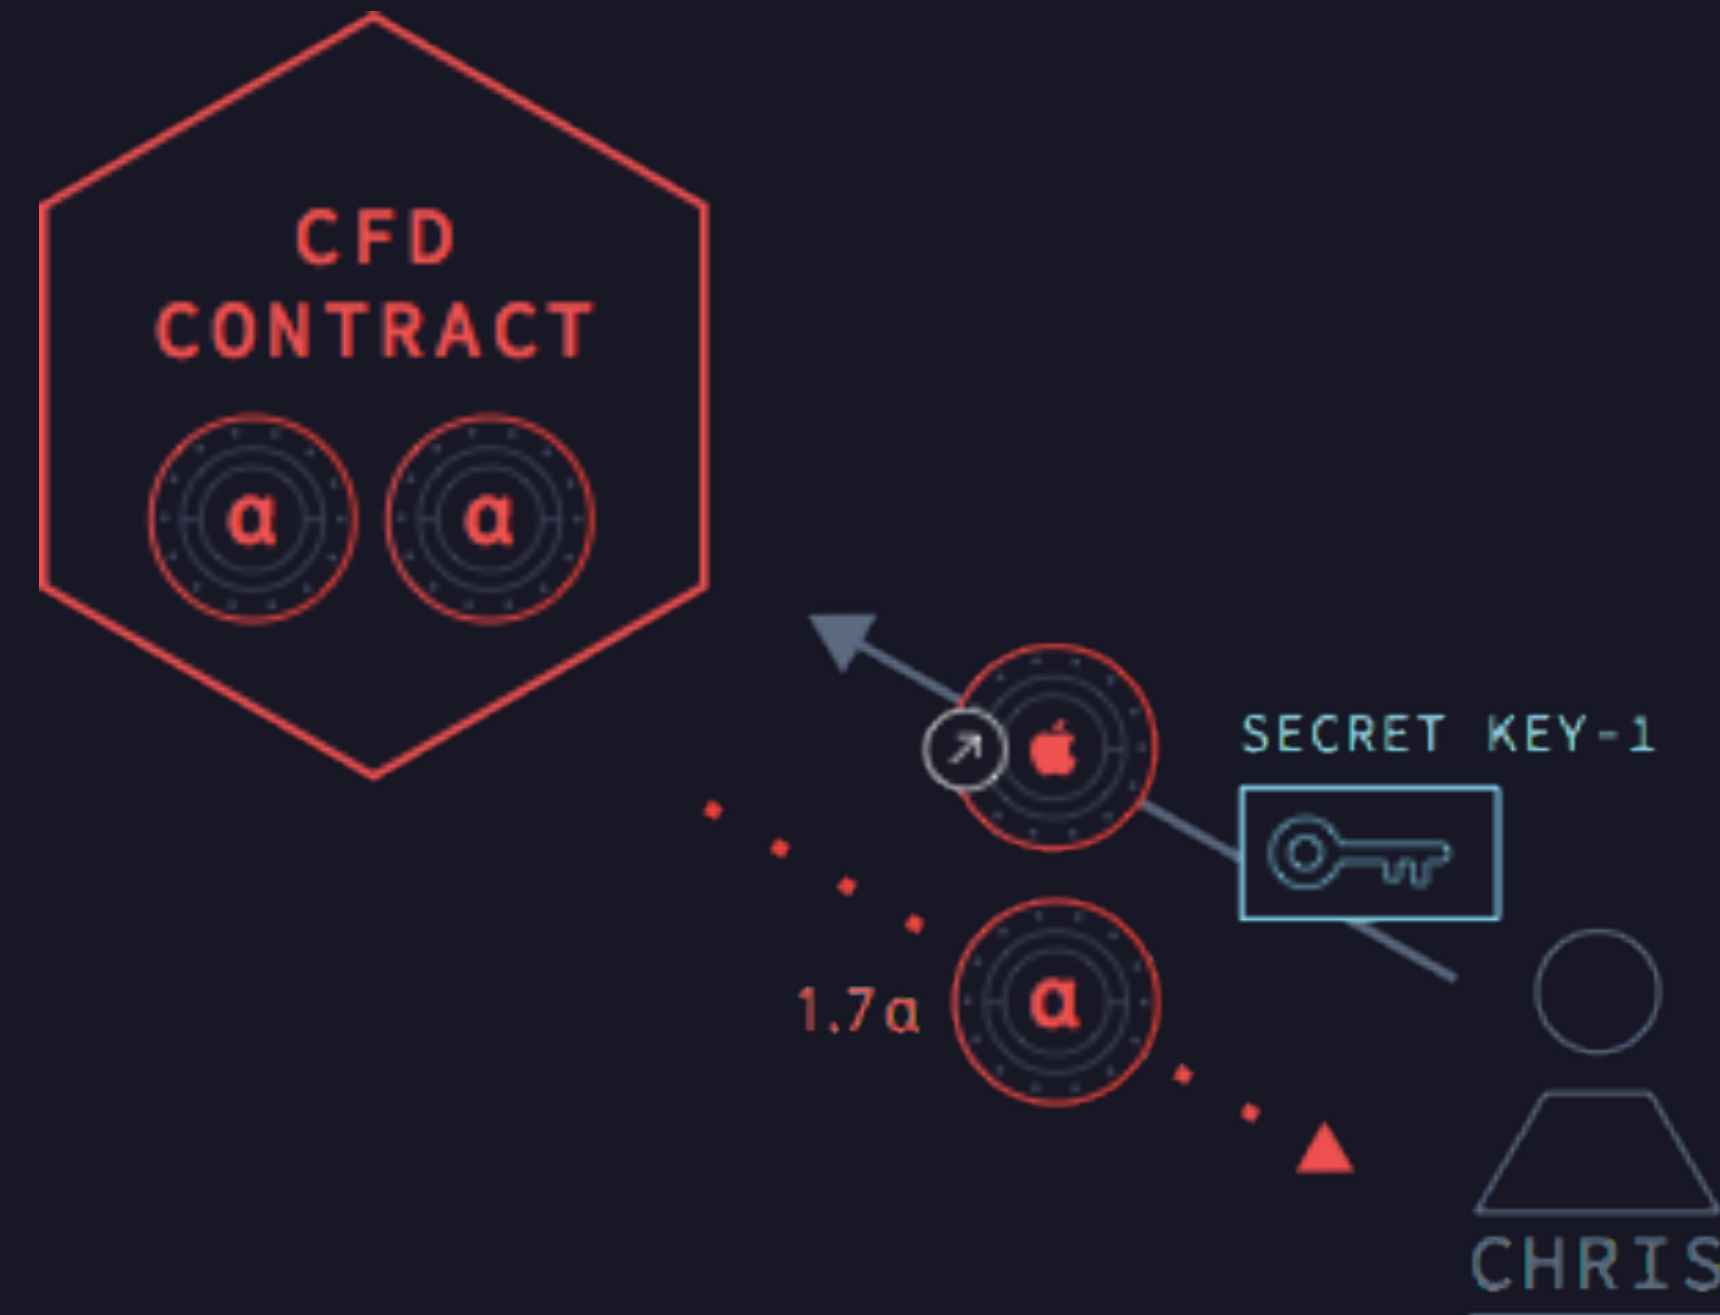 CFD
CONTRACT
α
α
SECRET KEY-1
1.7α
α
CHRIS